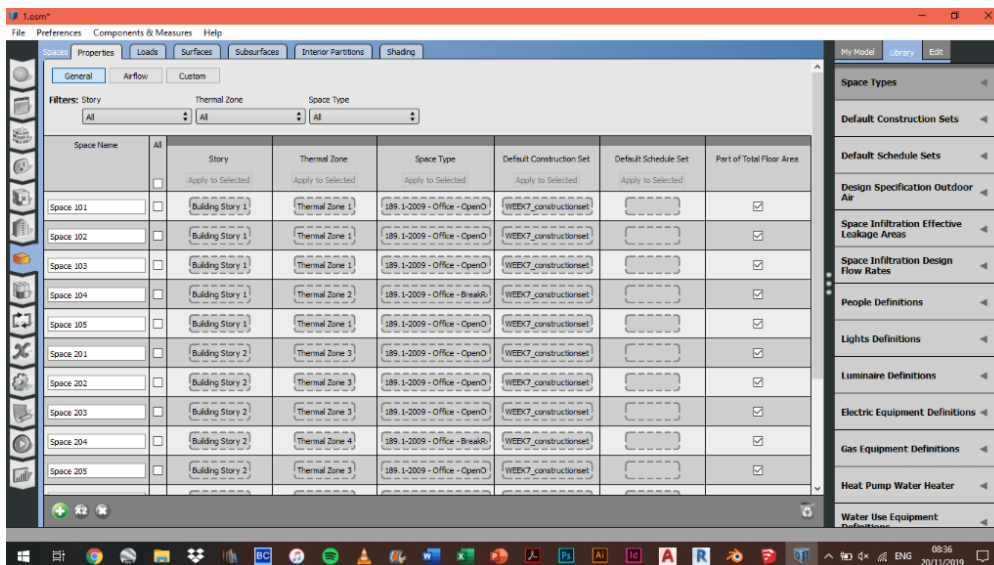 1.osm*
File Preferences Components & Measures Help
Spaces Properties Loads Surfaces Subsurfaces Interior Partitions Shading
My Model Library Edit
General Airflow Custom
Filters: Story Thermal Zone Space Type
All All All
Space Name All Story Thermal Zone Space Type Default Construction Set Default Schedule Set Part of Total Floor Area
Apply to Selected Apply to Selected Apply to Selected Apply to Selected Apply to Selected
Space 101 Building Story 1 Thermal Zone 1 189.1-2009 - Office - OpenO WEEK7_constructionset
Space 102 Building Story 1 Thermal Zone 1 189.1-2009 - Office - OpenO WEEK7_constructionset
Space 103 Building Story 1 Thermal Zone 1 189.1-2009 - Office - OpenO WEEK7_constructionset
Space 104 Building Story 1 Thermal Zone 2 189.1-2009 - Office - BreakR WEEK7_constructionset
Space 105 Building Story 1 Thermal Zone 1 189.1-2009 - Office - OpenO WEEK7_constructionset
Space 201 Building Story 2 Thermal Zone 3 189.1-2009 - Office - OpenO WEEK7_constructionset
Space 202 Building Story 2 Thermal Zone 3 189.1-2009 - Office - OpenO WEEK7_constructionset
Space 203 Building Story 2 Thermal Zone 3 189.1-2009 - Office - OpenO WEEK7_constructionset
Space 204 Building Story 2 Thermal Zone 4 189.1-2009 - Office - BreakR WEEK7_constructionset
Space 205 Building Story 2 Thermal Zone 3 189.1-2009 - Office - OpenO WEEK7_constructionset
Space Types
Default Construction Sets
Default Schedule Sets
Design Specification Outdoor
Air
Space Infiltration Effective
Leakage Areas
Space Infiltration Design
Flow Rates
People Definitions
Lights Definitions
Luminaire Definitions
Electric Equipment Definitions
Gas Equipment Definitions
Heat Pump Water Heater
Water Use Equipment
Definitions
x2
BC Ps Ai Id A R
ENG 08:36
20/11/2019